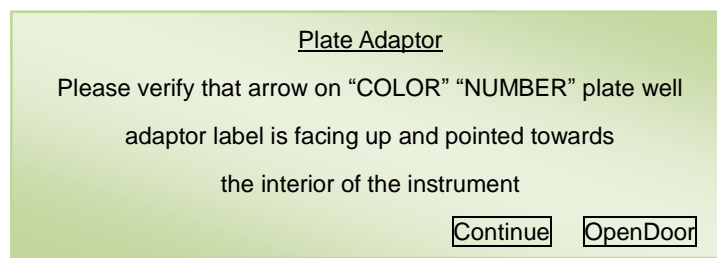 Plate Adaptor
Please verify that arrow on “COLOR” “NUMBER” plate well
adaptor label is facing up and pointed towards
the interior of the instrument
Continue OpenDoor